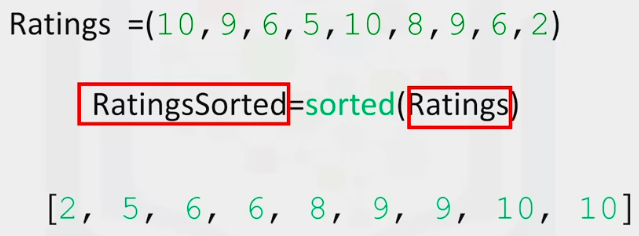 Ratings =(10,9,6,5,10,8,9,6,2)
RatingsSorted=sorted(Ratings)
[2, 5, 6, 6, 8, 9, 9, 10, 10]